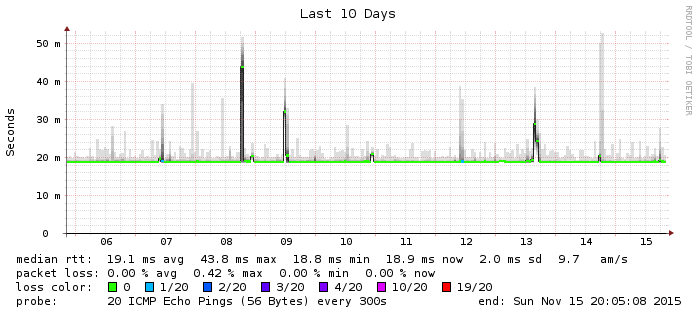 Last 10 Days
RRDTOOL / TOBI OETIKER
Seconds
50 m
40 m
30 m
20 m
10 m
0
06 07 08 09 10 11 12 13 14 15
median rtt: 19.1 ms avg 43.8 ms max 18.8 ms min 18.9 ms now 2.0 ms sd 9.7 am/s
packet loss: 0.00 % avg 0.42 % max 0.00 % min 0.00 % now
loss color: 0 1/20 2/20 3/20 4/20 10/20 19/20
probe: 20 ICMP Echo Pings (56 Bytes) every 300s end: Sun Nov 15 20:05:08 2015